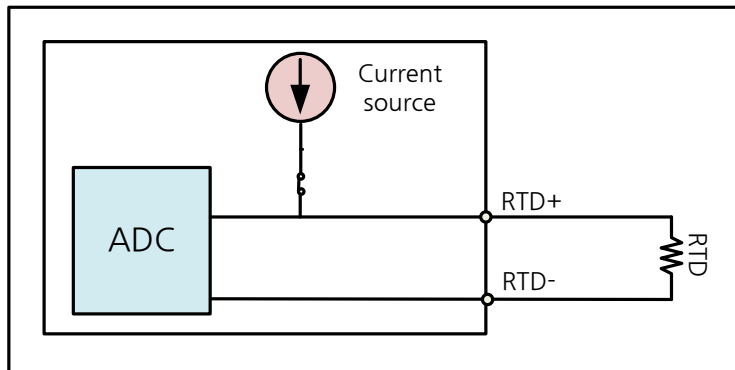 Current
source
ADC
RTD+
RTD
RTD-